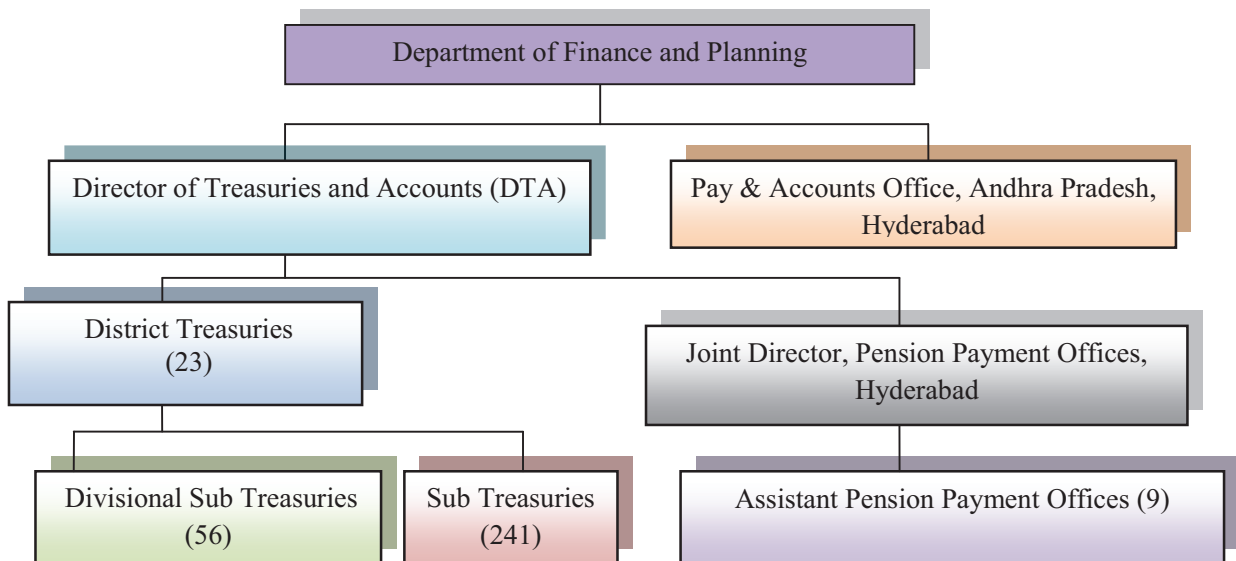 Department of Finance and Planning
Director of Treasuries and Accounts (DTA)
Pay & Accounts Office, Andhra Pradesh,
Hyderabad
District Treasuries
(23)
Joint Director, Pension Payment Offices,
Hyderabad
Divisional Sub Treasuries
(56)
Sub Treasuries
(241)
Assistant Pension Payment Offices (9)